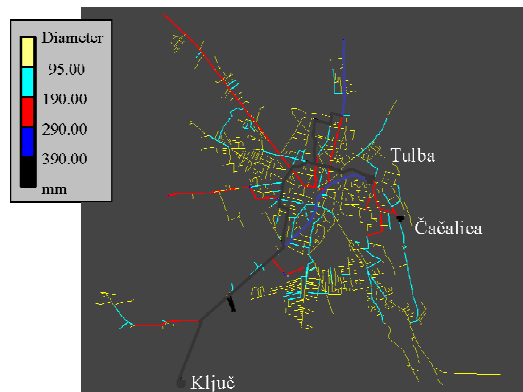 Diameter
95.00
190.00
290.00
390.00
mm
Tulba
Čačalica
Ključ